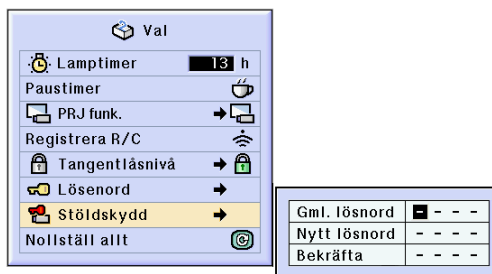 Val
Lamptimer 13 h
Paustimer
PRJ funk.
Registrera R/C
Tangentlåsnivå
Lösenord
Stöldskydd
Nollställ allt
Gml. lösnord - - - -
Nytt lösnord - - - -
Bekräfta - - - -